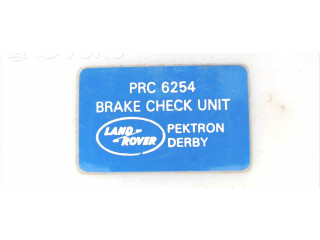 PRC 6254
BRAKE CHECK UNIT
LAND
ROVER
PEKTRON
DERBY